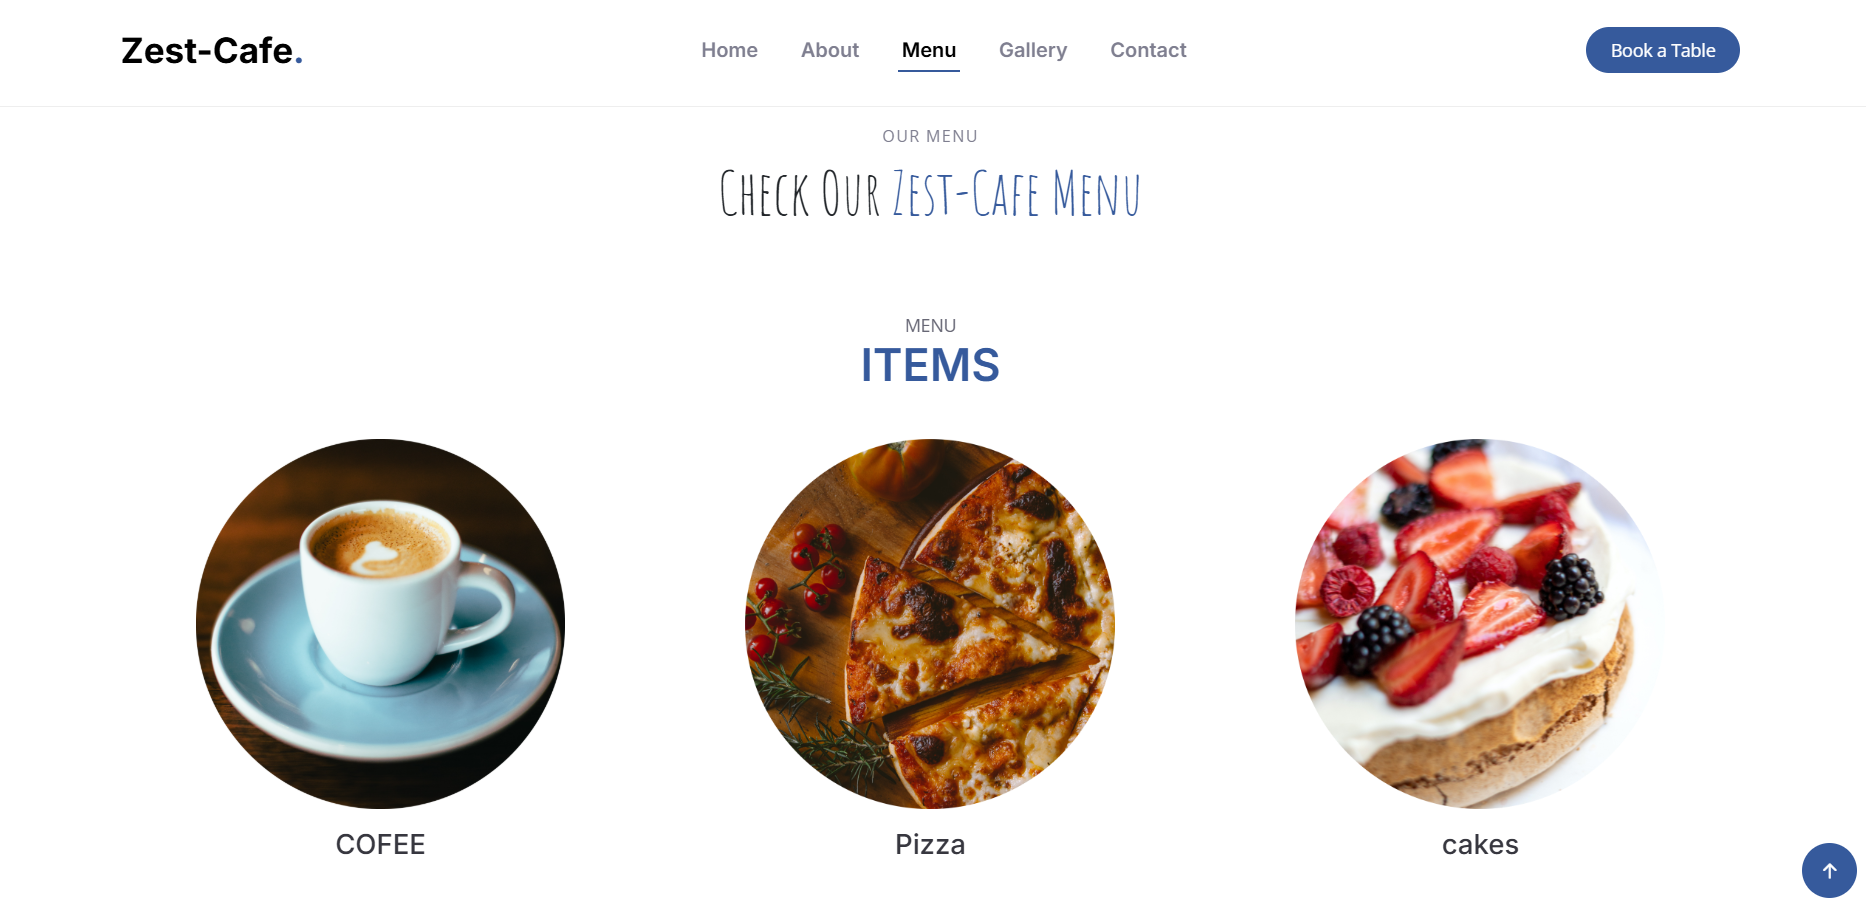 Zest-Cafe.
Home About Menu Gallery Contact
Book a Table
OUR MENU
Check Our Zest-Cafe Menu
MENU
ITEMS
COFEE
Pizza
cakes